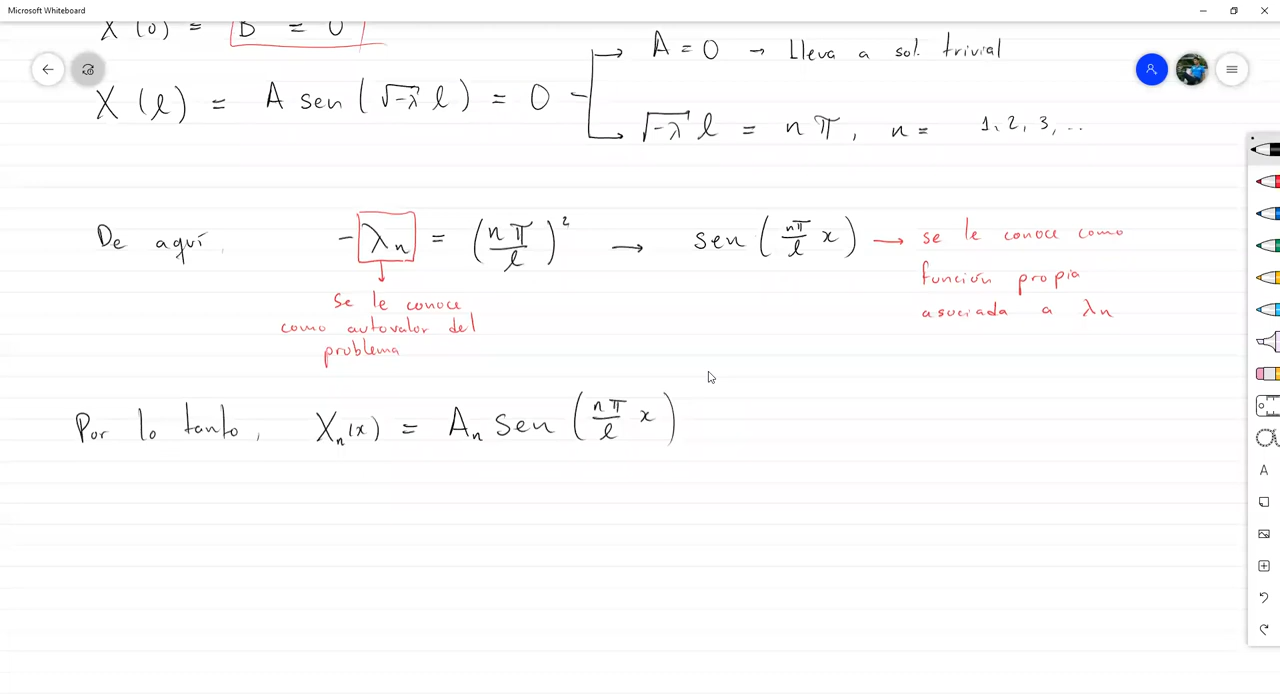 Microsoft Whiteboard
X(0) = B = 0
A = 0 → Lleva a sol. trivial
X(l) = A sen(√-λ l) = 0
√-λ l = nπ, n = 1, 2, 3, ...
De aquí, -λn = (nπ/l)² → sen(nπ/l x) → se le conoce como
función propia
asociada a λn
se le conoce
como autovalor del
problema
Por lo tanto, Xn(x) = An sen(nπ/l x)
A